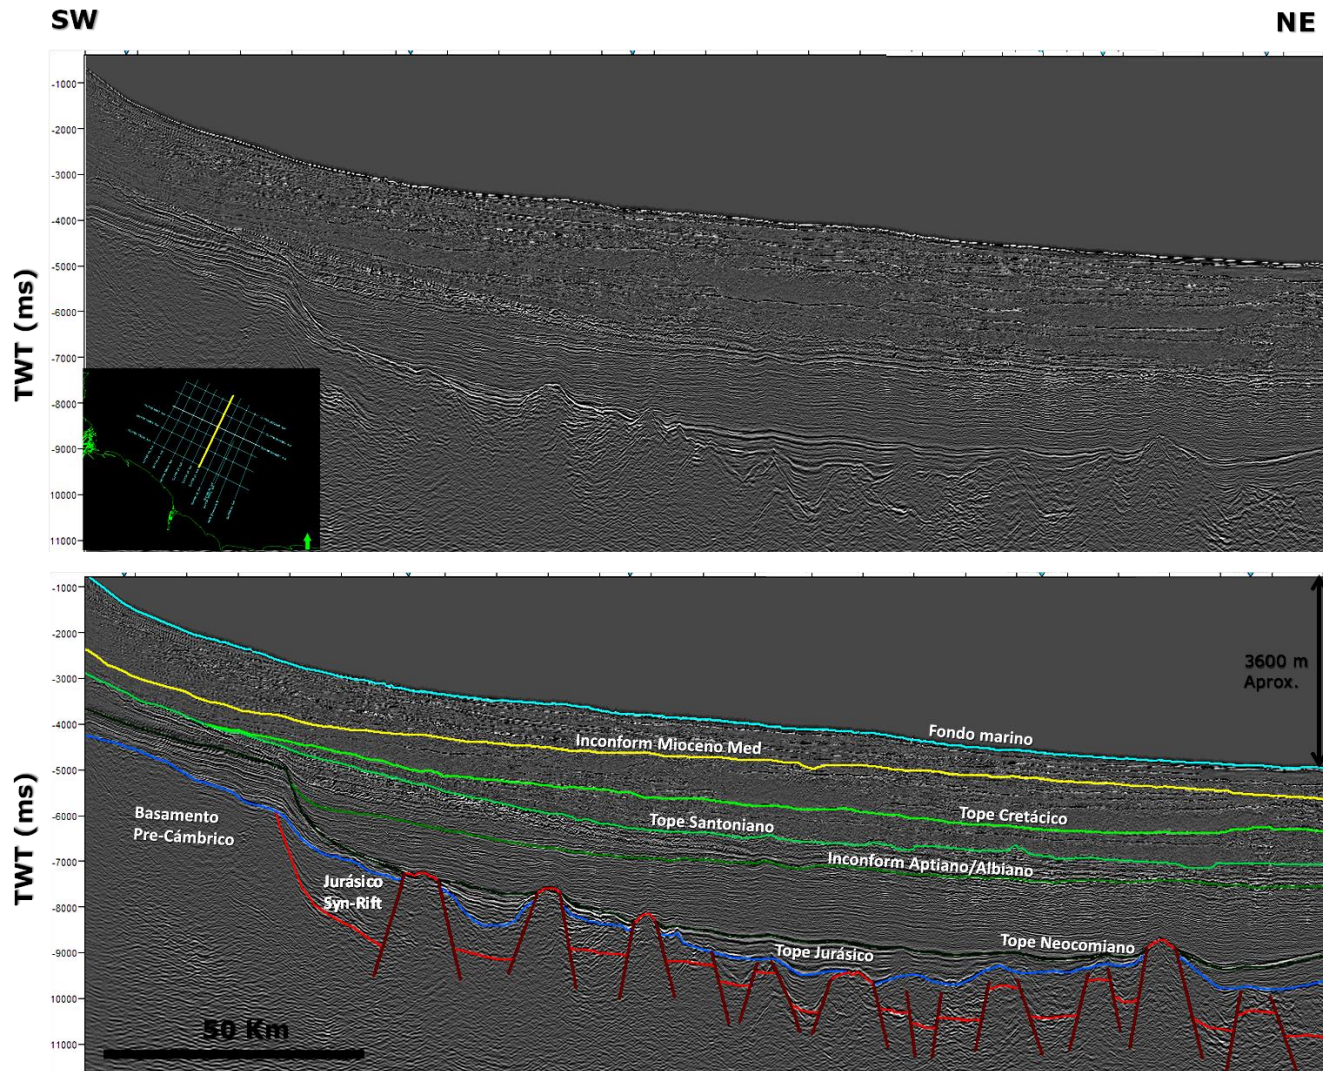 SW
NE
TWT (ms)
-1000
-2000
-3000
-4000
-5000
-6000
-7000
-8000
-9000
10000
11000
TWT (ms)
-1000
-2000
-3000
-4000
-5000
-6000
-7000
-8000
-9000
10000
11000
3600 m
Aprox.
Fondo marino
Inconform Mioceno Med
Tope Cretácico
Tope Santoniano
Inconform Aptiano/Albiano
Basamento
Pre-Cámbrico
Jurásico
Syn-Rift
Tope Neocomiano
Tope Jurásico
50 Km